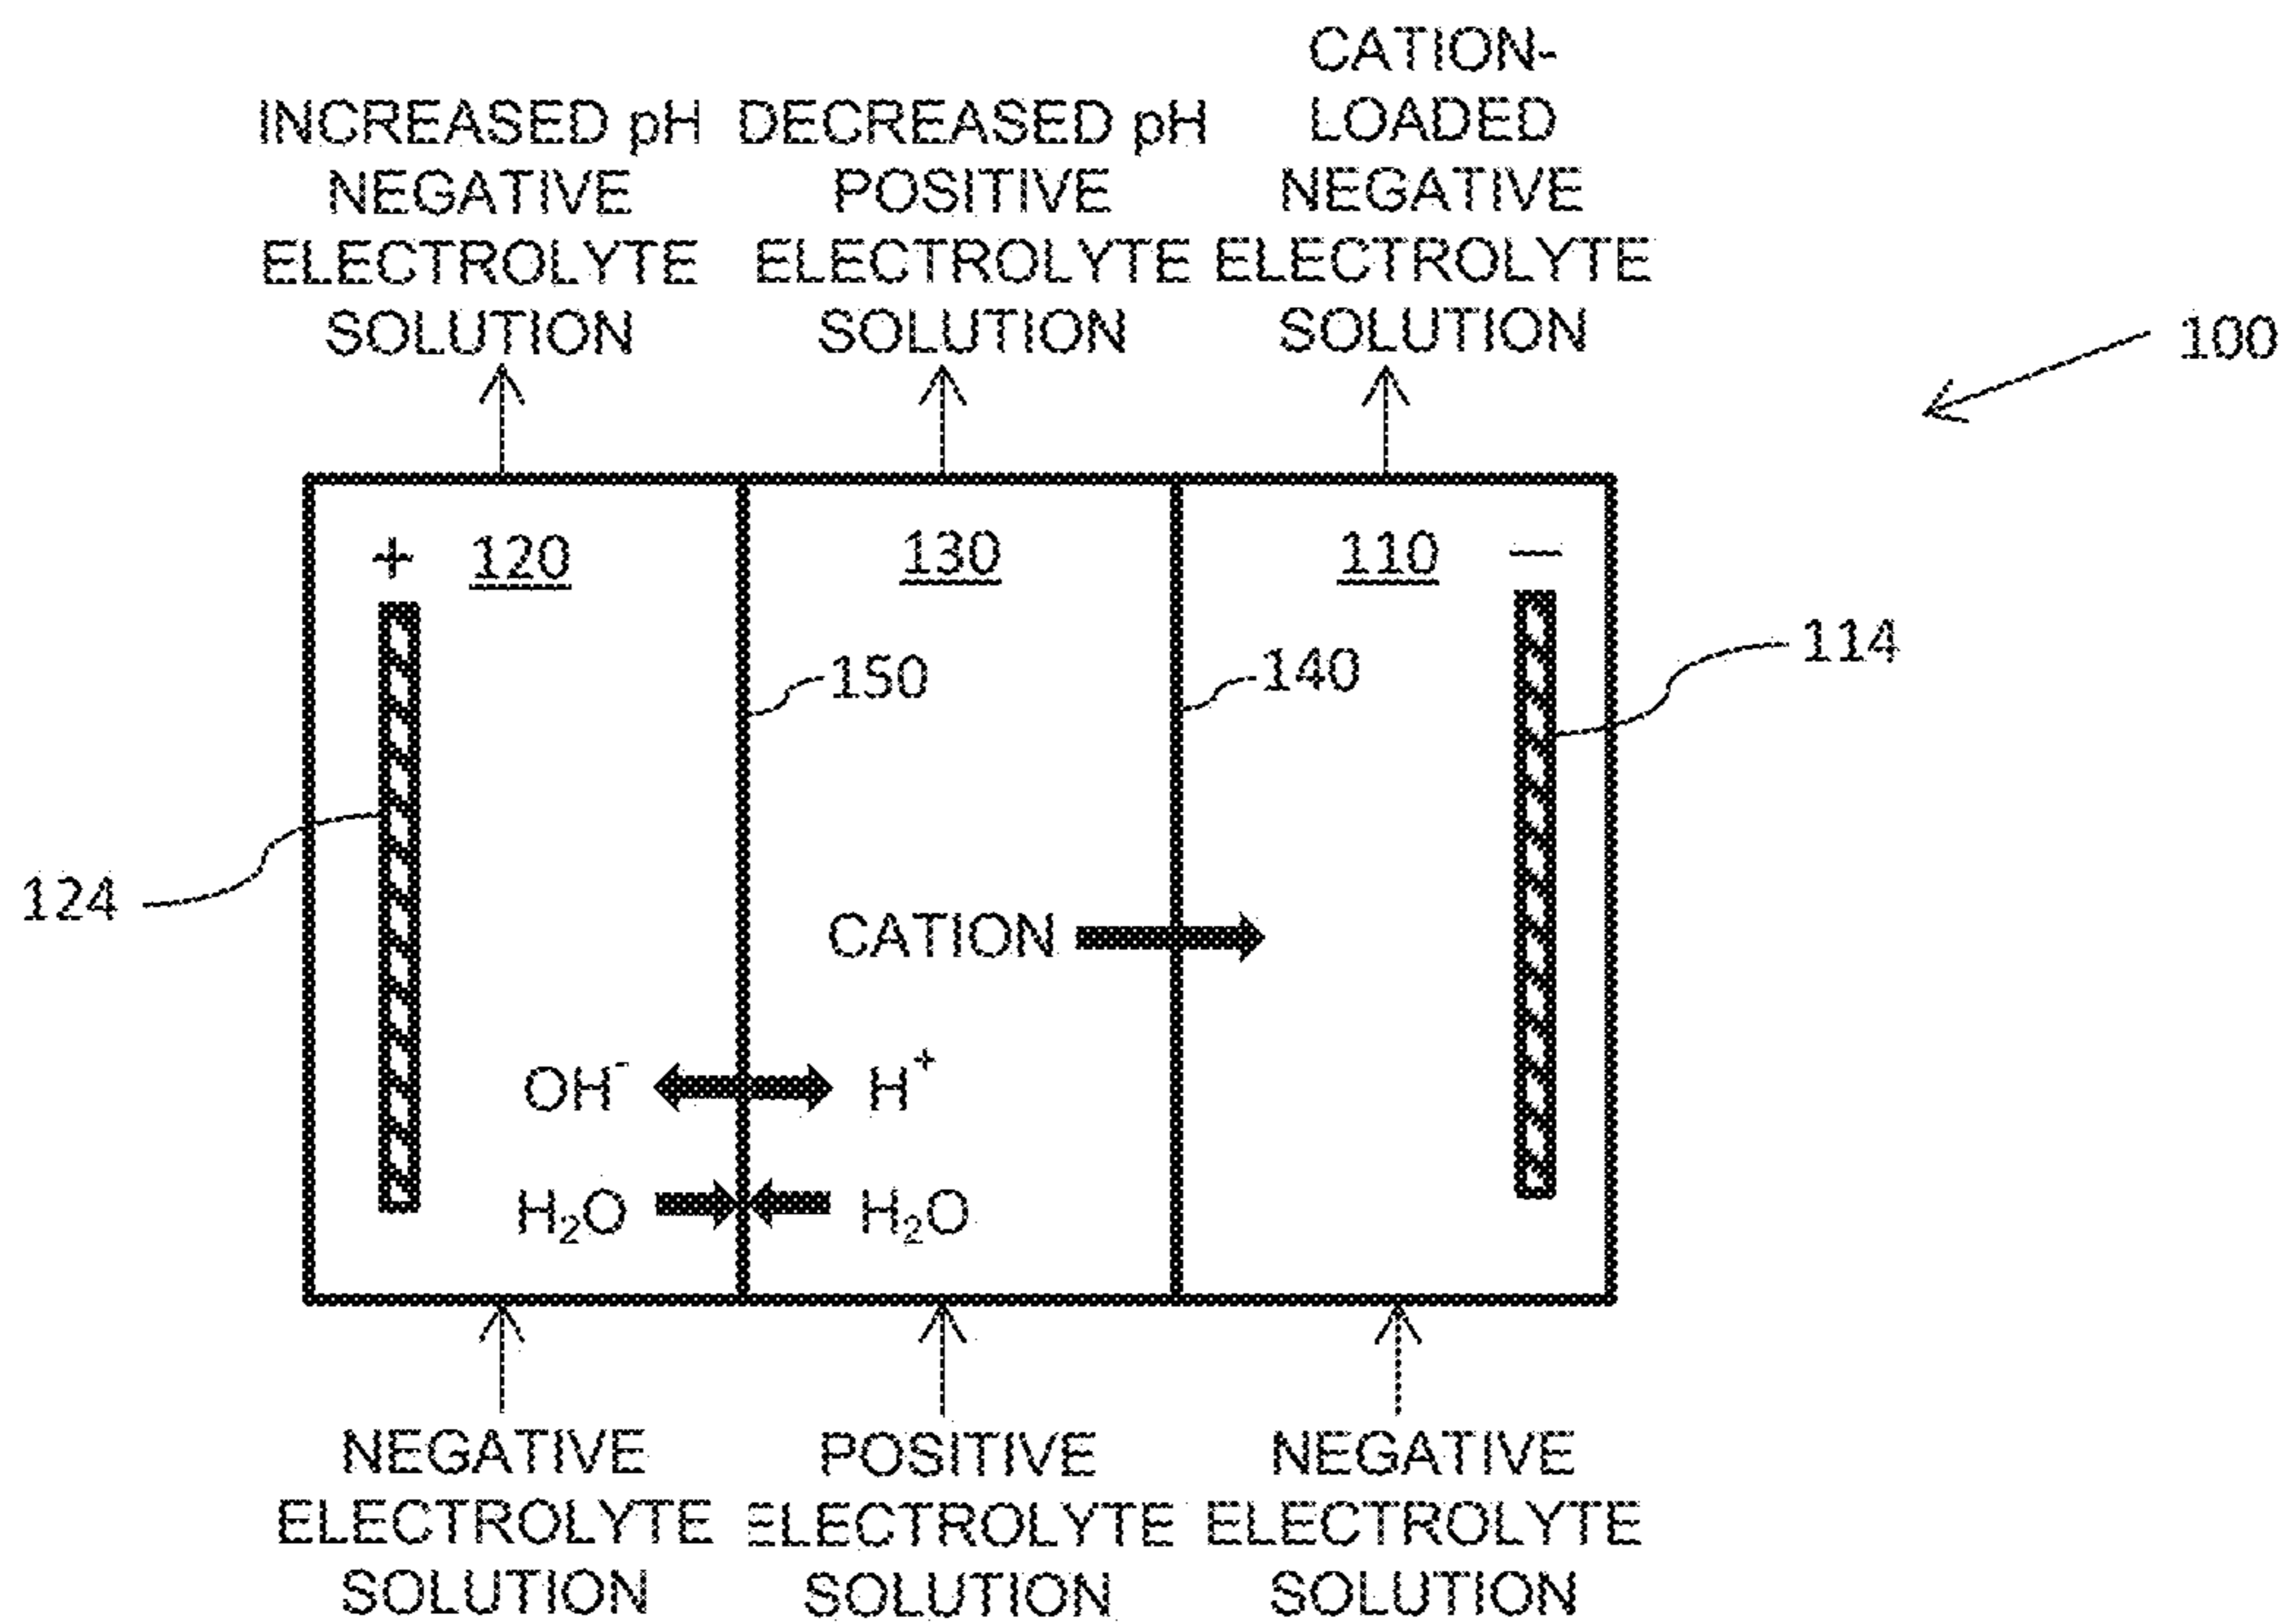 INCREASED pH
NEGATIVE
ELECTROLYTE
SOLUTION
DECREASED pH
POSITIVE
ELECTROLYTE
SOLUTION
CATION-
LOADED
NEGATIVE
ELECTROLYTE
SOLUTION
100
+ 120
130
110 —
150
140
114
124
CATION
OH⁻
H⁺
H₂O
H₂O
NEGATIVE
ELECTROLYTE
SOLUTION
POSITIVE
ELECTROLYTE
SOLUTION
NEGATIVE
ELECTROLYTE
SOLUTION